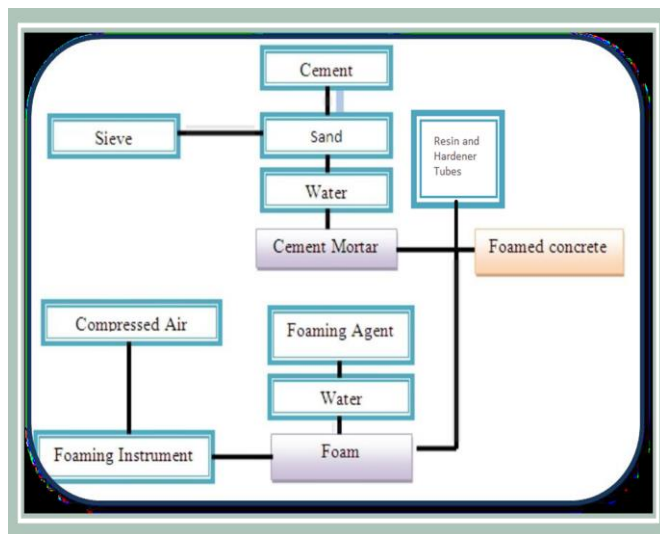 Cement
Sieve
Sand
Resin and
Hardener
Tubes
Water
Cement Mortar
Foamed concrete
Compressed Air
Foaming Agent
Water
Foaming Instrument
Foam